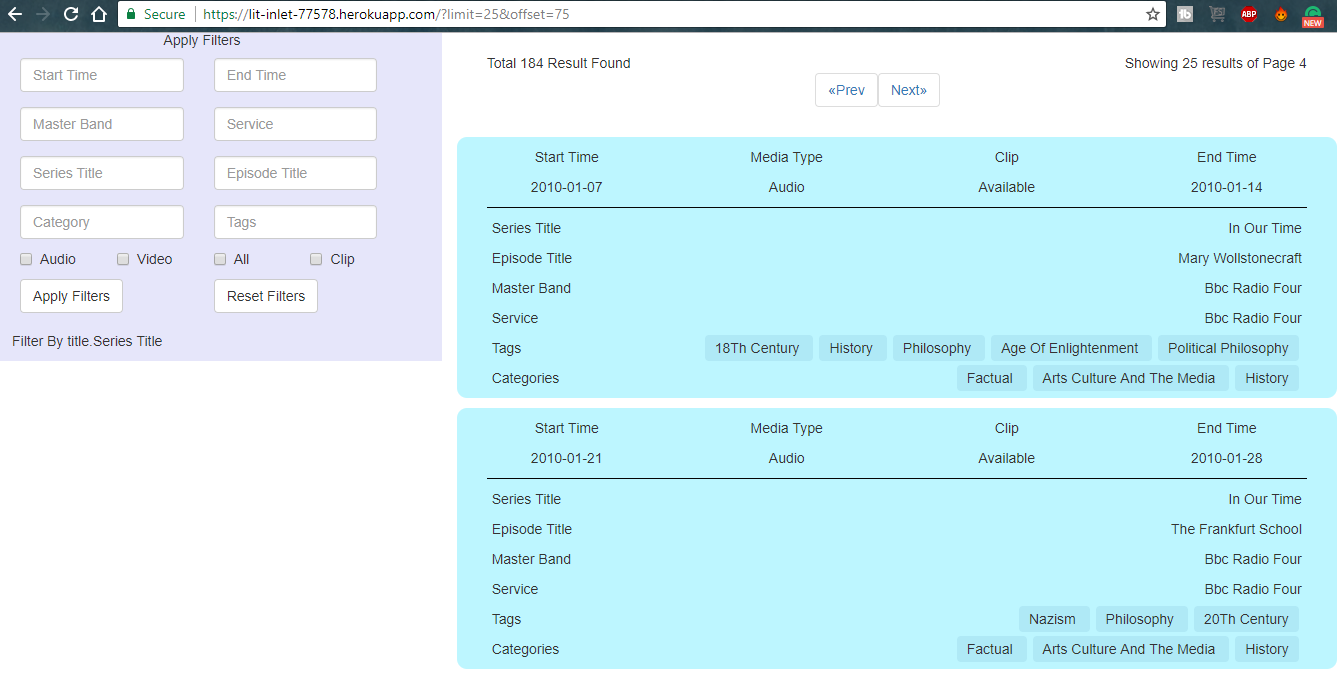 Secure https://lit-inlet-77578.herokuapp.com/?limit=25&offset=75
ABP
NEW
Apply Filters
Start Time End Time
Master Band Service
Series Title Episode Title
Category Tags
Audio Video All Clip
Apply Filters Reset Filters
Filter By title.Series Title
Total 184 Result Found Showing 25 results of Page 4
«Prev Next»
Start Time Media Type Clip End Time
2010-01-07 Audio Available 2010-01-14
Series Title In Our Time
Episode Title Mary Wollstonecraft
Master Band Bbc Radio Four
Service Bbc Radio Four
Tags 18Th Century History Philosophy Age Of Enlightenment Political Philosophy
Categories Factual Arts Culture And The Media History
Start Time Media Type Clip End Time
2010-01-21 Audio Available 2010-01-28
Series Title In Our Time
Episode Title The Frankfurt School
Master Band Bbc Radio Four
Service Bbc Radio Four
Tags Nazism Philosophy 20Th Century
Categories Factual Arts Culture And The Media History